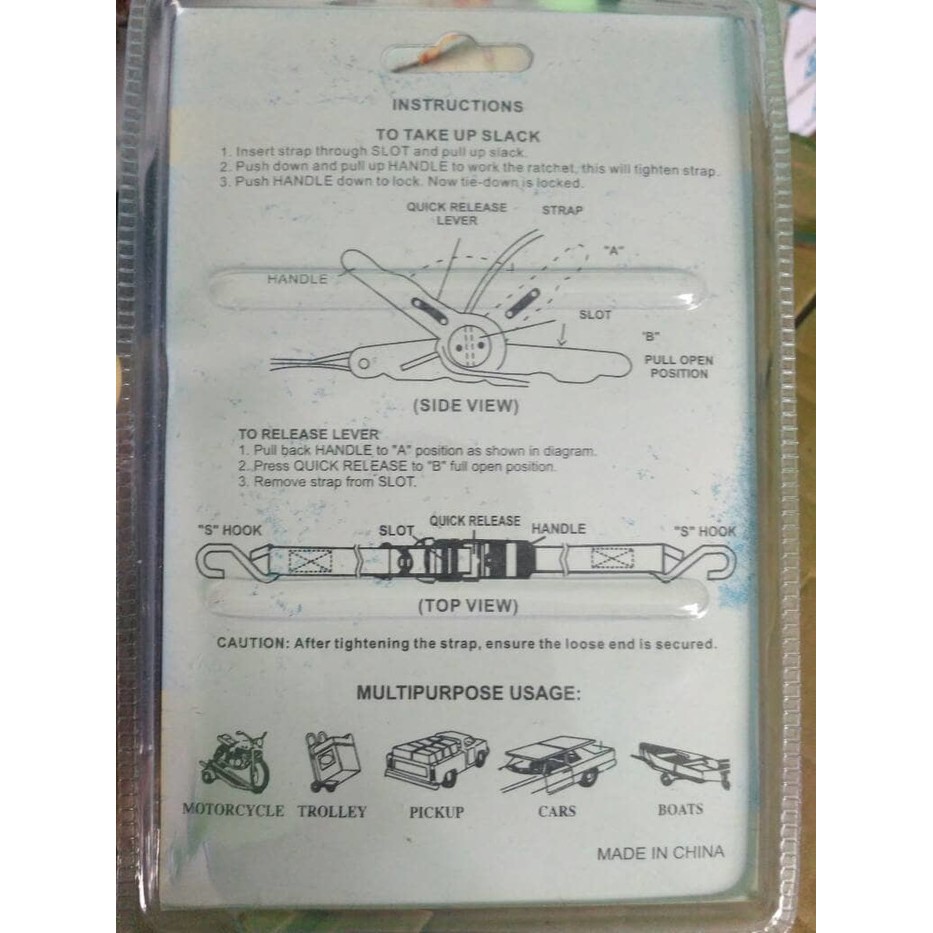 INSTRUCTIONS
TO TAKE UP SLACK
1. Insert strap through SLOT and pull up slack.
2. Push down and pull up HANDLE to work the ratchet, this will tighten strap.
3. Push HANDLE down to lock. Now tie-down is locked.
QUICK RELEASE
LEVER
STRAP
"A"
HANDLE
SLOT
"B"
PULL OPEN
POSITION
(SIDE VIEW)
TO RELEASE LEVER
1. Pull back HANDLE to "A" position as shown in diagram.
2. Press QUICK RELEASE to "B" full open position.
3. Remove strap from SLOT.
"S" HOOK
SLOT
QUICK RELEASE
HANDLE
"S" HOOK
(TOP VIEW)
CAUTION: After tightening the strap, ensure the loose end is secured.
MULTIPURPOSE USAGE:
MOTORCYCLE TROLLEY PICKUP CARS BOATS
MADE IN CHINA